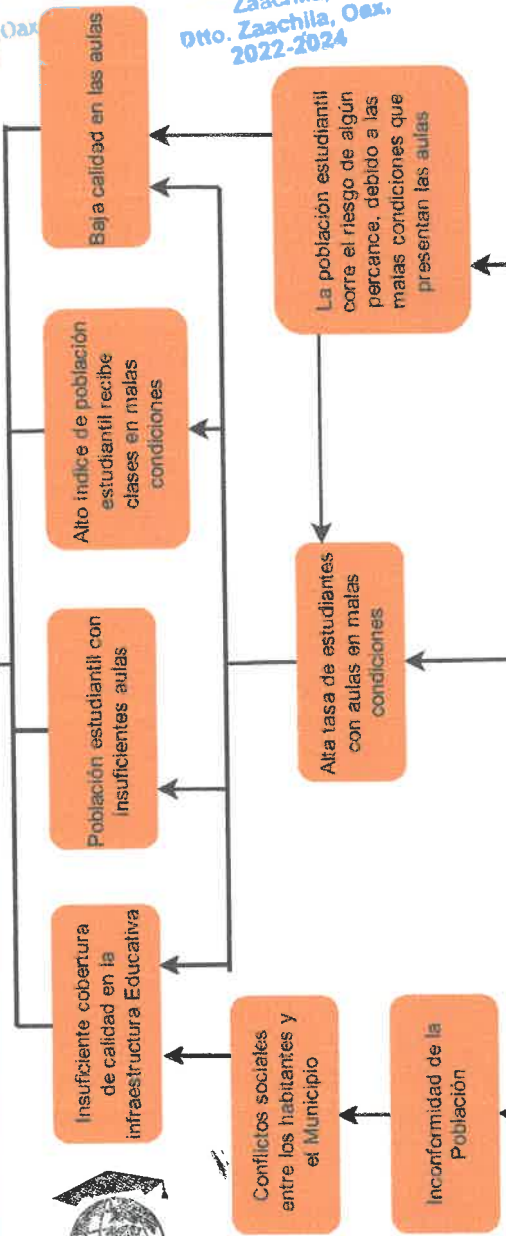 Oax
Dtto. Zaachila, Oax.
2022-2024
Insuficiente cobertura
de calidad en la
infraestructura Educativa
Población estudiantil con
insuficientes aulas
Alto índice de población
estudiantil recibe
clases en malas
condiciones
Baja calidad en las aulas
Conflictos sociales
entre los habitantes y
el Municipio
Alta tasa de estudiantes
con aulas en malas
condiciones
La población estudiantil
corre el riesgo de algún
percance, debido a las
malas condiciones que
presentan las aulas
Inconformidad de la
Población